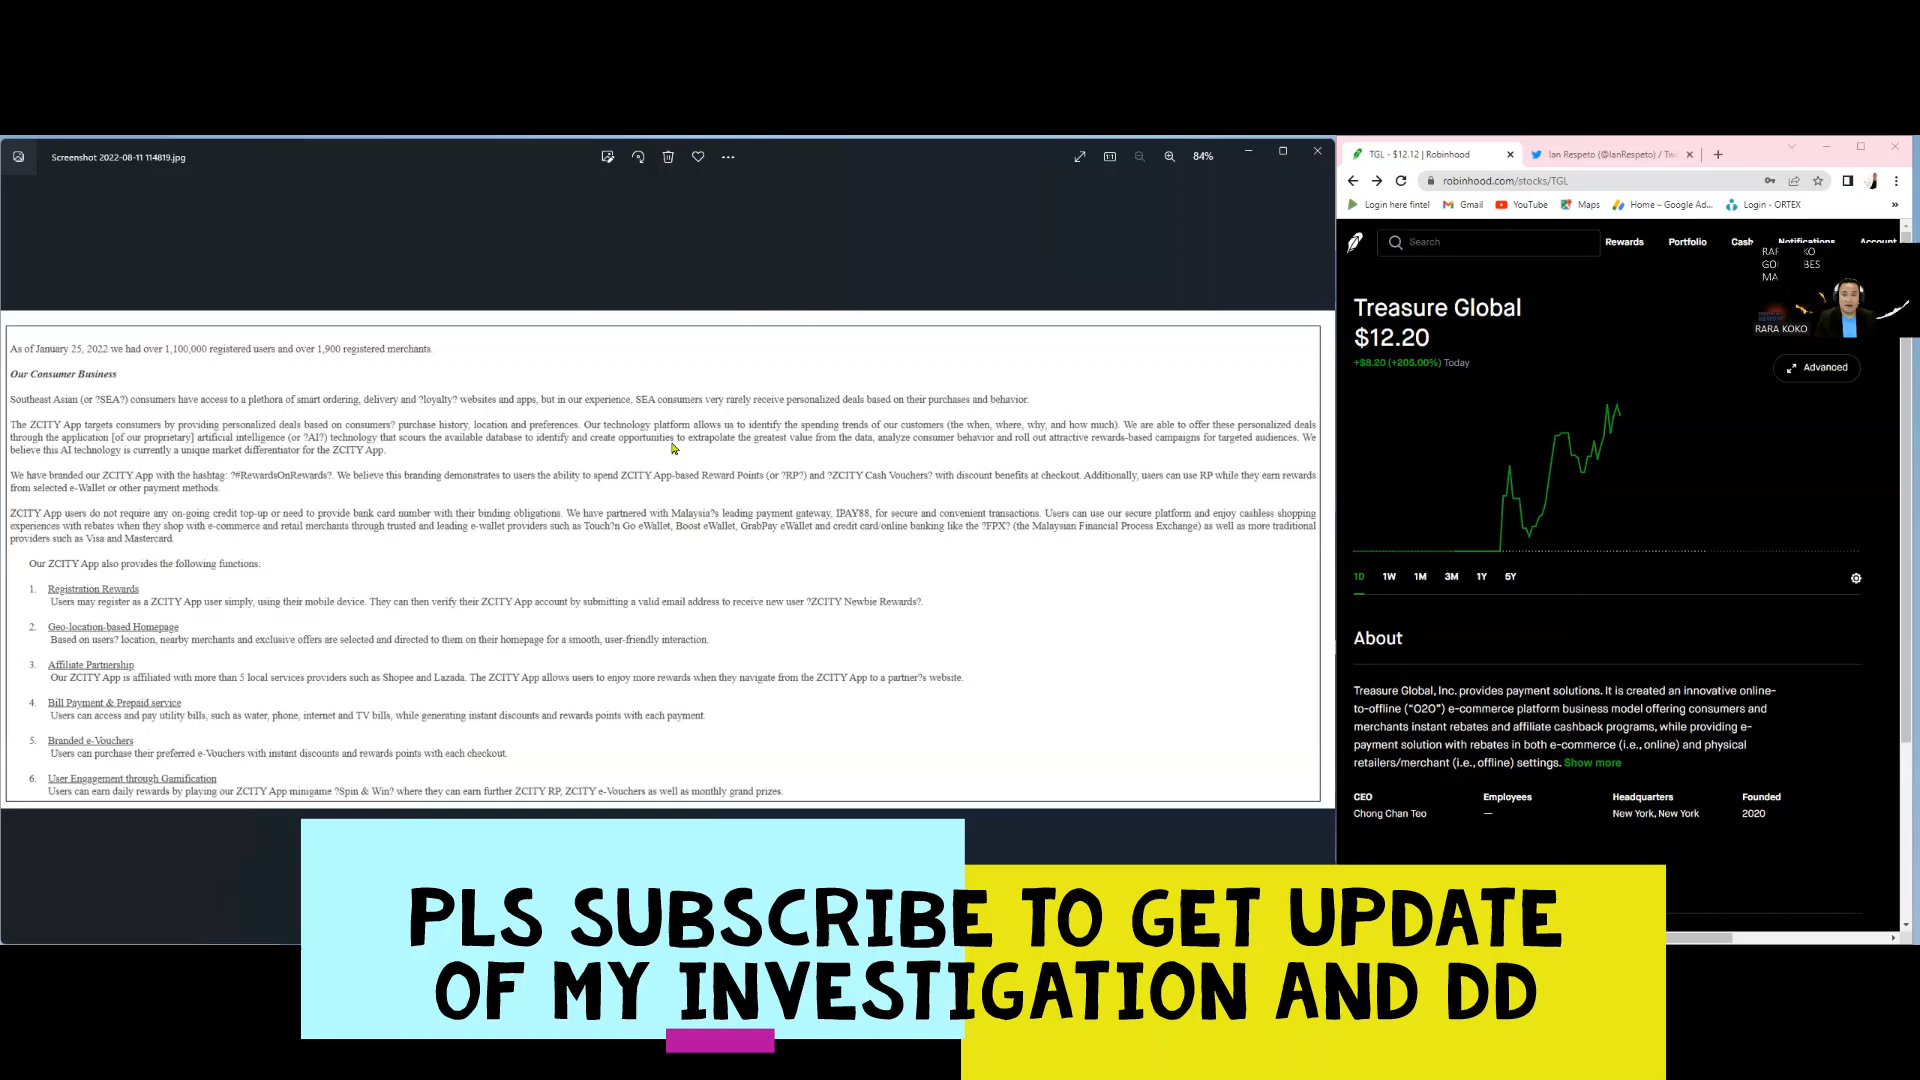 Screenshot 2022-08-11 114819.jpg
84%
As of January 25, 2022 we had over 1,100,000 registered users and over 1,900 registered merchants.
Our Consumer Business
Southeast Asian (or ?SEA?) consumers have access to a plethora of smart ordering, delivery and ?loyalty? websites and apps, but in our experience, SEA consumers very rarely receive personalized deals based on their purchases and behavior.
The ZCITY App targets consumers by providing personalized deals based on consumers? purchase history, location and preferences. Our technology platform allows us to identify the spending trends of our customers (the when, where, why, and how much). We are able to offer these personalized deals
through the application [of our proprietary] artificial intelligence (or ?AI?) technology that scours the available database to identify and create opportunities to extrapolate the greatest value from the data, analyze consumer behavior and roll out attractive rewards-based campaigns for targeted audiences. We
believe this AI technology is currently a unique market differentiator for the ZCITY App.
We have branded our ZCITY App with the hashtag: ?#RewardsOnRewards?. We believe this branding demonstrates to users the ability to spend ZCITY App-based Reward Points (or ?RP?) and ?ZCITY Cash Vouchers? with discount benefits at checkout. Additionally, users can use RP while they earn rewards
from selected e-Wallet or other payment methods.
ZCITY App users do not require any on-going credit top-up or need to provide bank card number with their binding obligations. We have partnered with Malaysia?s leading payment gateway, IPAY88, for secure and convenient transactions. Users can use our secure platform and enjoy cashless shopping
experiences with rebates when they shop with e-commerce and retail merchants through trusted and leading e-wallet providers such as Touch?n Go eWallet, Boost eWallet, GrabPay eWallet and credit card/online banking like the ?FPX? (the Malaysian Financial Process Exchange) as well as more traditional
providers such as Visa and Mastercard.
Our ZCITY App also provides the following functions:
1. Registration Rewards
Users may register as a ZCITY App user simply, using their mobile device. They can then verify their ZCITY App account by submitting a valid email address to receive new user ?ZCITY Newbie Rewards?.
2. Geo-location-based Homepage
Based on users? location, nearby merchants and exclusive offers are selected and directed to them on their homepage for a smooth, user-friendly interaction.
3. Affiliate Partnership
Our ZCITY App is affiliated with more than 5 local services providers such as Shopee and Lazada. The ZCITY App allows users to enjoy more rewards when they navigate from the ZCITY App to a partner?s website.
4. Bill Payment & Prepaid service
Users can access and pay utility bills, such as water, phone, internet and TV bills, while generating instant discounts and rewards points with each payment.
5. Branded e-Vouchers
Users can purchase their preferred e-Vouchers with instant discounts and rewards points with each checkout.
6. User Engagement through Gamification
Users can earn daily rewards by playing our ZCITY App minigame ?Spin & Win? where they can earn further ZCITY RP, ZCITY e-Vouchers as well as monthly grand prizes.
TGL - $12.12 | Robinhood
Ian Respeto (@IanRespeto) / Tw
robinhood.com/stocks/TGL
Login here fintel Gmail YouTube Maps Home – Google Ad... Login - ORTEX
Search
Rewards Portfolio Cash Notifications Account
RARA KOKO
Treasure Global
$12.20
+$8.20 (+205.00%) Today
Advanced
1D 1W 1M 3M 1Y 5Y
About
Treasure Global, Inc. provides payment solutions. It is created an innovative online-
to-offline ("O2O") e-commerce platform business model offering consumers and
merchants instant rebates and affiliate cashback programs, while providing e-
payment solution with rebates in both e-commerce (i.e., online) and physical
retailers/merchant (i.e., offline) settings. Show more
CEO Employees Headquarters Founded
Chong Chan Teo — New York, New York 2020
PLS SUBSCRIBE TO GET UPDATE
OF MY INVESTIGATION AND DD